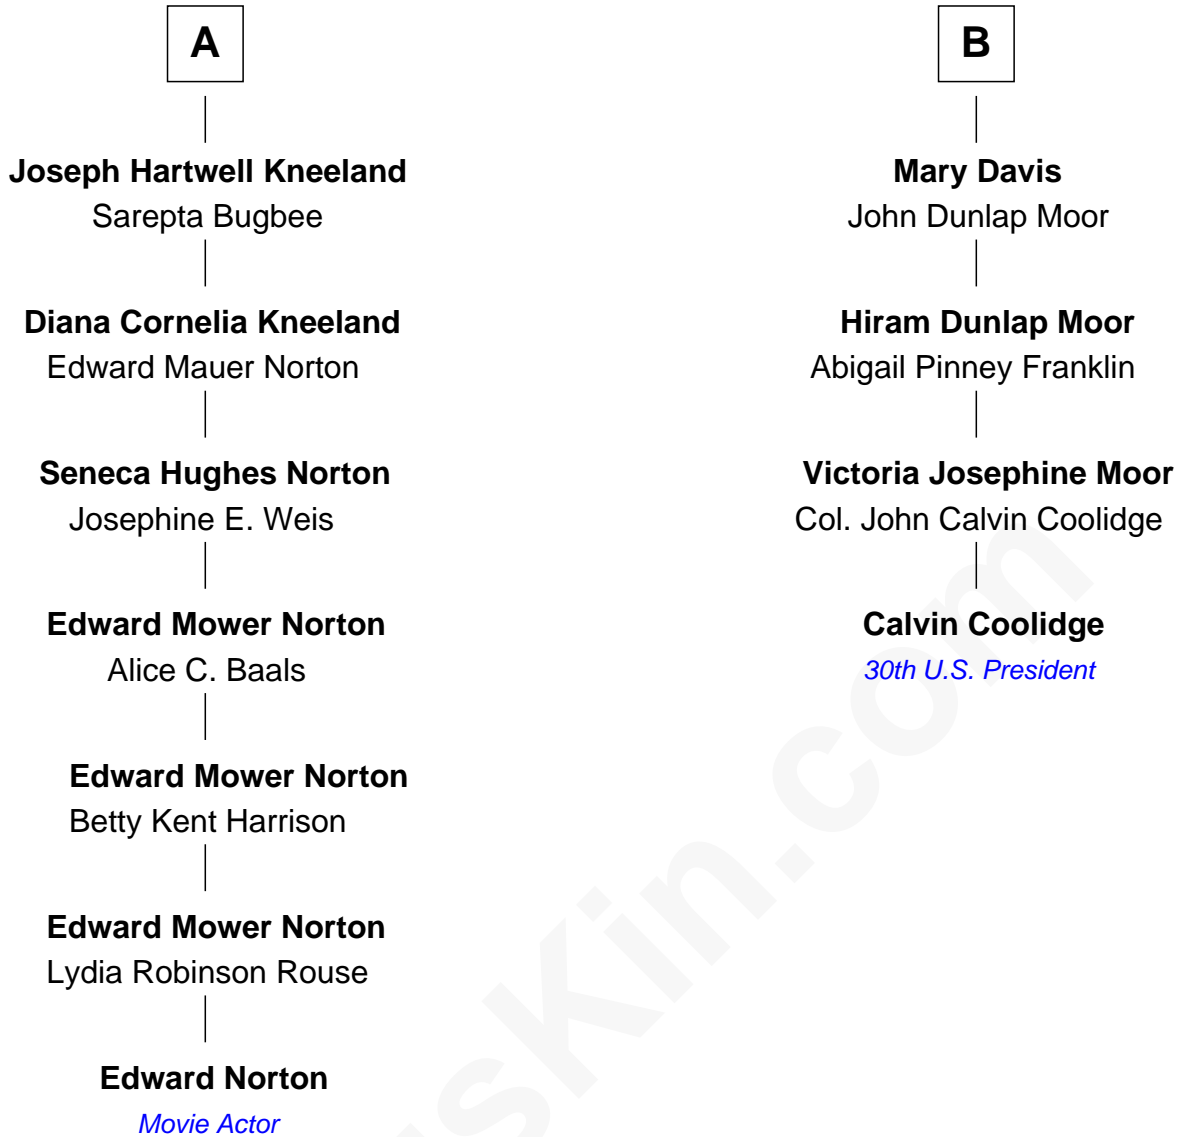 A
Joseph Hartwell Kneeland
Sarepta Bugbee
Diana Cornelia Kneeland
Edward Mauer Norton
Seneca Hughes Norton
Josephine E. Weis
Edward Mower Norton
Alice C. Baals
Edward Mower Norton
Betty Kent Harrison
Edward Mower Norton
Lydia Robinson Rouse
Edward Norton
Movie Actor
B
Mary Davis
John Dunlap Moor
Hiram Dunlap Moor
Abigail Pinney Franklin
Victoria Josephine Moor
Col. John Calvin Coolidge
Calvin Coolidge
30th U.S. President
sKin.com